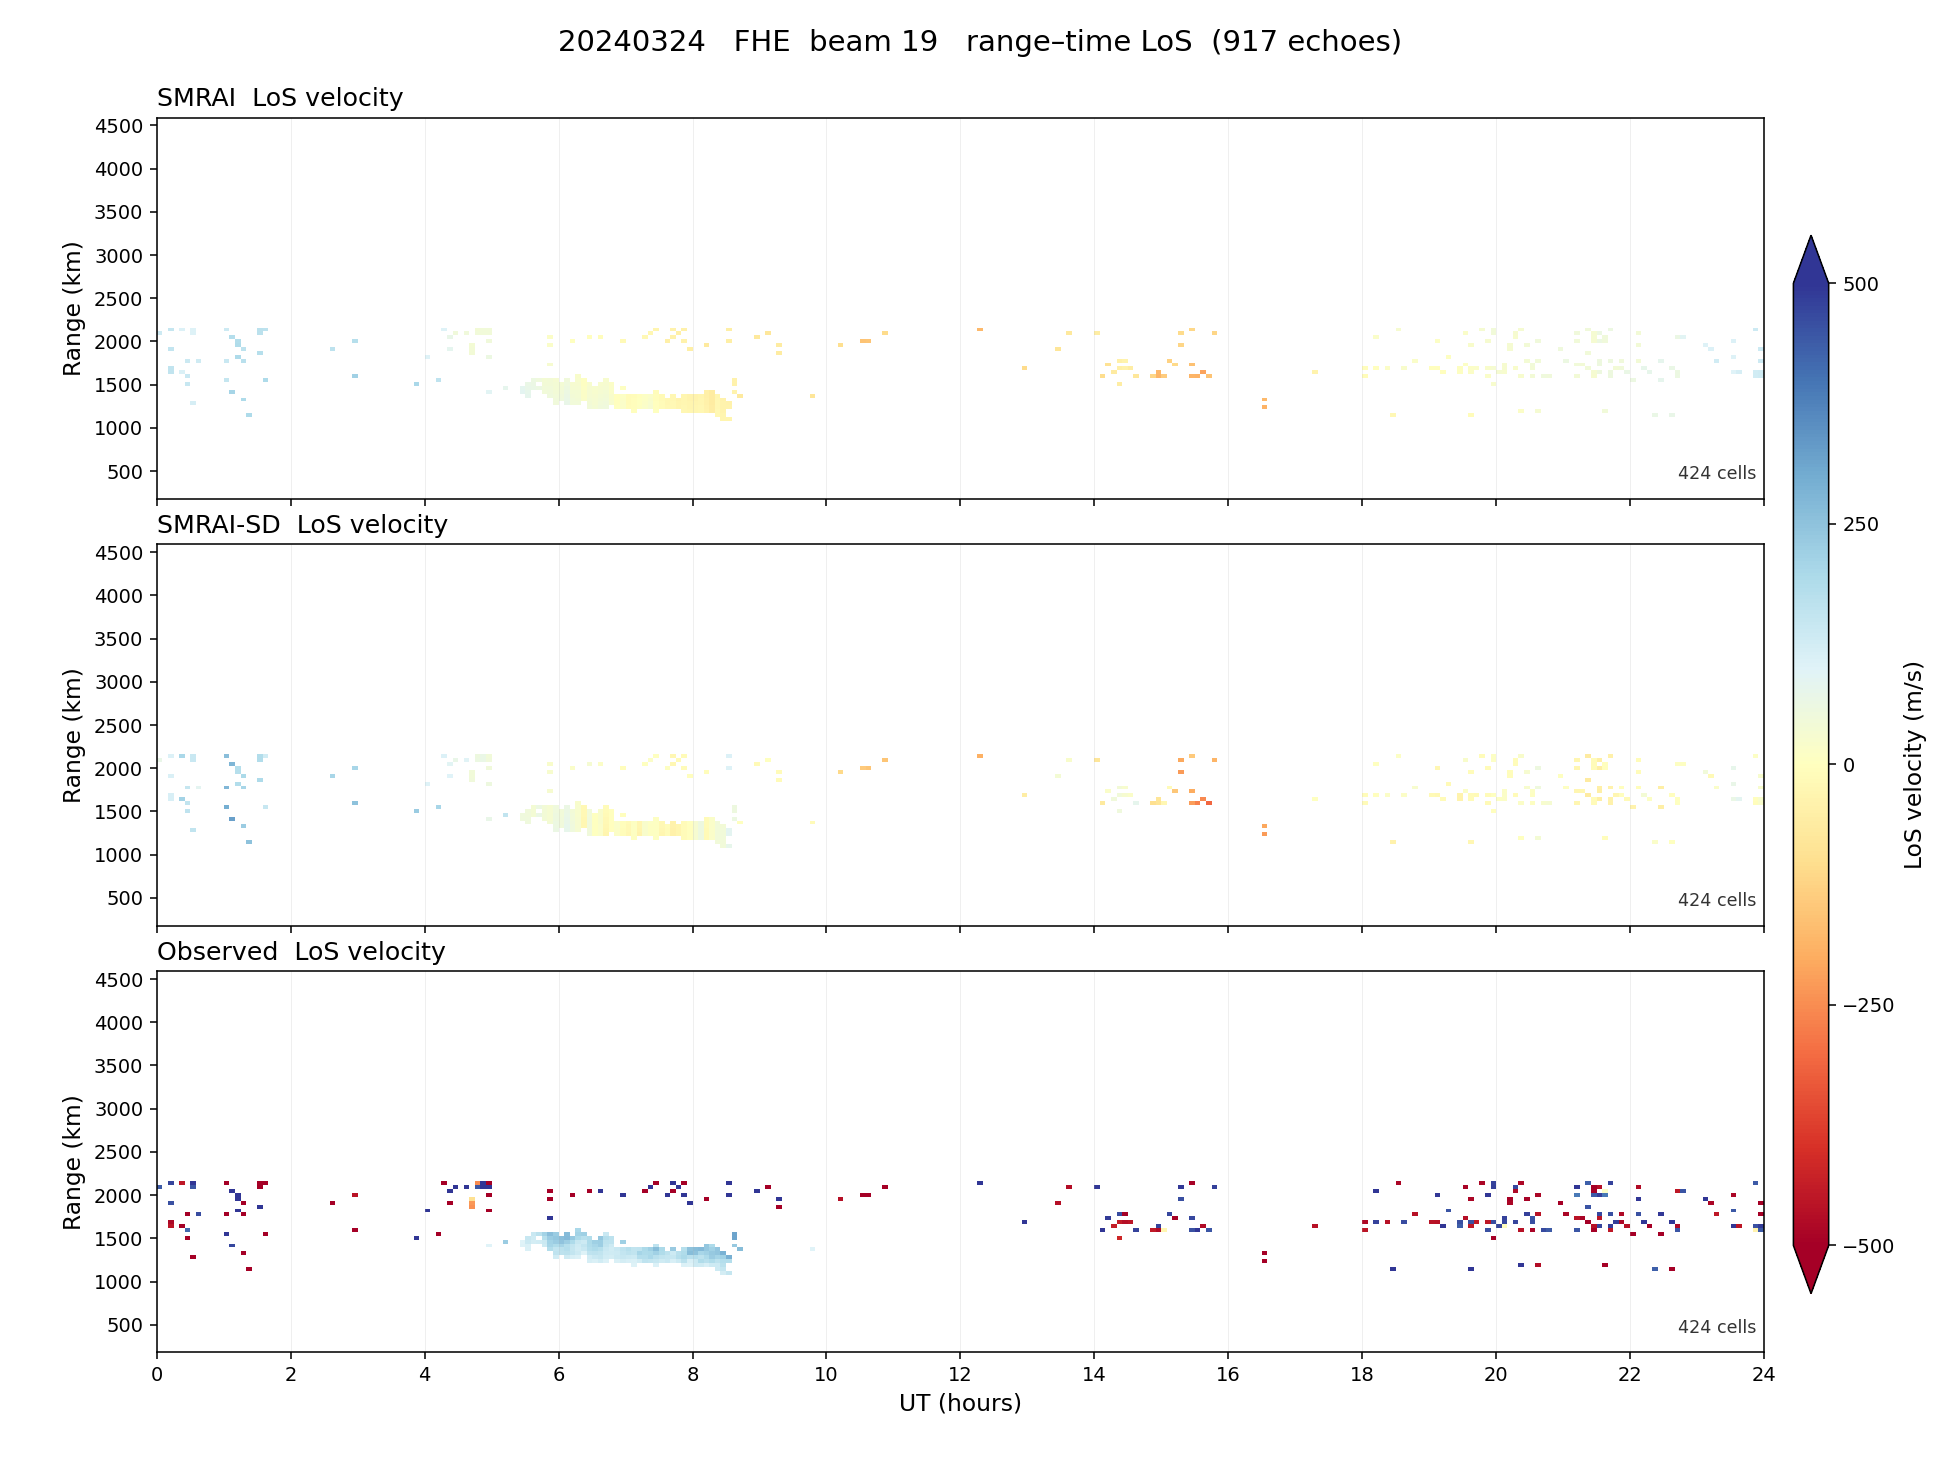 20240324   FHE  beam 19   range–time LoS  (917 echoes)
SMRAI  LoS velocity
4500
4000
3500
3000
2500
2000
1500
1000
500
Range (km)
424 cells
SMRAI-SD  LoS velocity
4500
4000
3500
3000
2500
2000
1500
1000
500
Range (km)
424 cells
Observed  LoS velocity
4500
4000
3500
3000
2500
2000
1500
1000
500
Range (km)
424 cells
0 2 4 6 8 10 12 14 16 18 20 22 24
UT (hours)
500
250
0
−250
−500
LoS velocity (m/s)